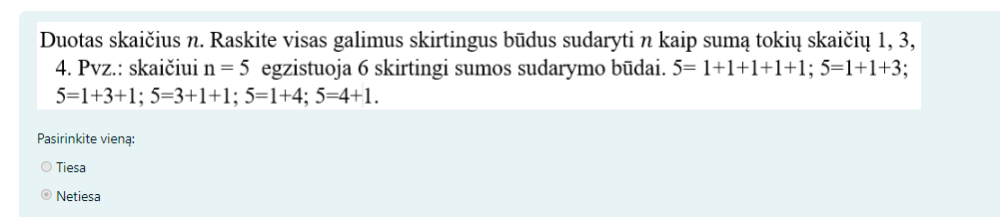 Duotas skaičius n. Raskite visas galimus skirtingus būdus sudaryti n kaip sumą tokių skaičių 1, 3,
4. Pvz.: skaičiui n = 5 egzistuoja 6 skirtingi sumos sudarymo būdai. 5= 1+1+1+1+1; 5=1+1+3;
5=1+3+1; 5=3+1+1; 5=1+4; 5=4+1.
Pasirinkite vieną:
Tiesa
Netiesa